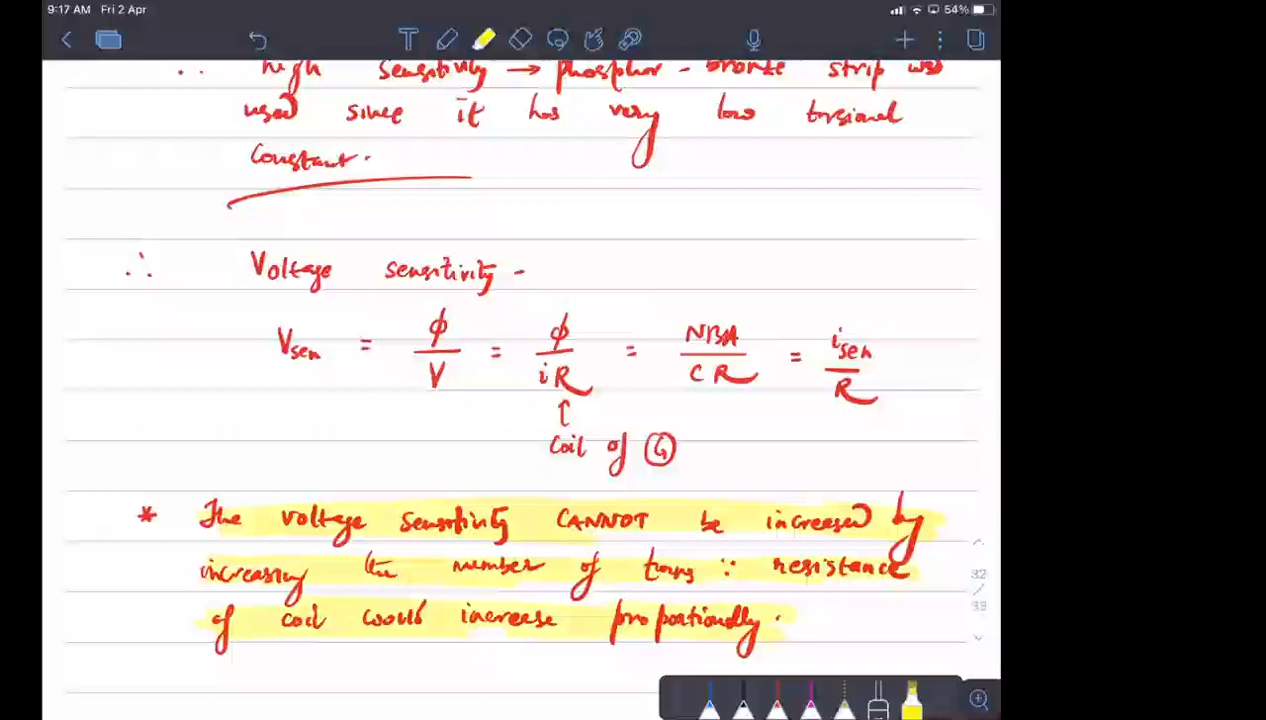 9:17 AM Fri 2 Apr 54%
∴ high sensitivity → phosphor - bronze strip was
used since it has very low torsional
constant.
∴ Voltage sensitivity -
Vsen = ϕ/V = ϕ/iR = NBA/CR = isen/R
↑
Coil of G
* The voltage sensitivity CANNOT be increased by
increasing the number of turns ∵ resistance
of coil would increase proportionally.
32
/
33